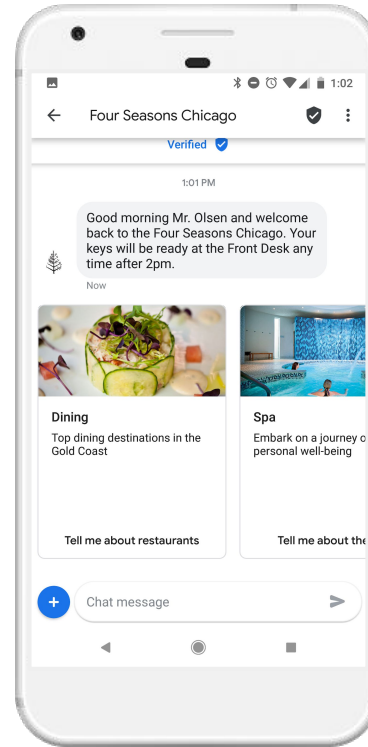 1:02
Four Seasons Chicago
Verified
1:01 PM
Good morning Mr. Olsen and welcome
back to the Four Seasons Chicago. Your
keys will be ready at the Front Desk any
time after 2pm.
Now
Dining
Top dining destinations in the
Gold Coast
Tell me about restaurants
Spa
Embark on a journey o
personal well-being
Tell me about the
Chat message